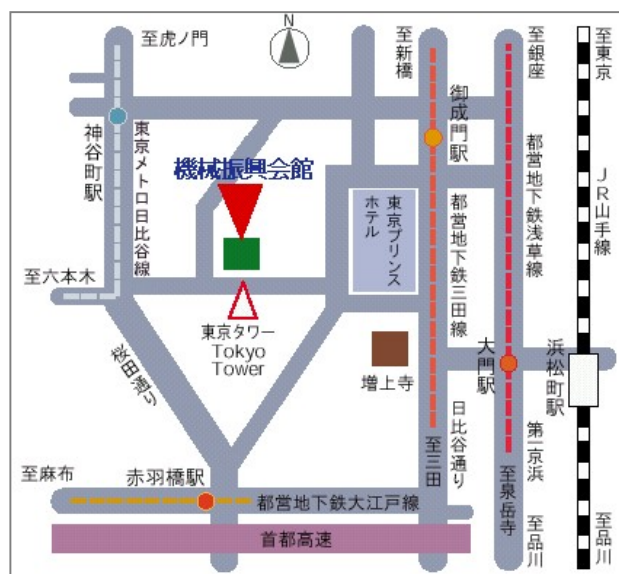 至虎ノ門
N
至新橋
至銀座
至東京
御成門駅
神谷町駅
東京メトロ日比谷線
機械振興会館
都営地下鉄浅草線
JR山手線
東京プリンス
ホテル
都営地下鉄三田線
至六本木
東京タワー
Tokyo
Tower
桜田通り
増上寺
大門駅
浜松町駅
日比谷通り
第一京浜
至三田
至泉岳寺
至麻布
赤羽橋駅
都営地下鉄大江戸線
首都高速
至品川
至品川